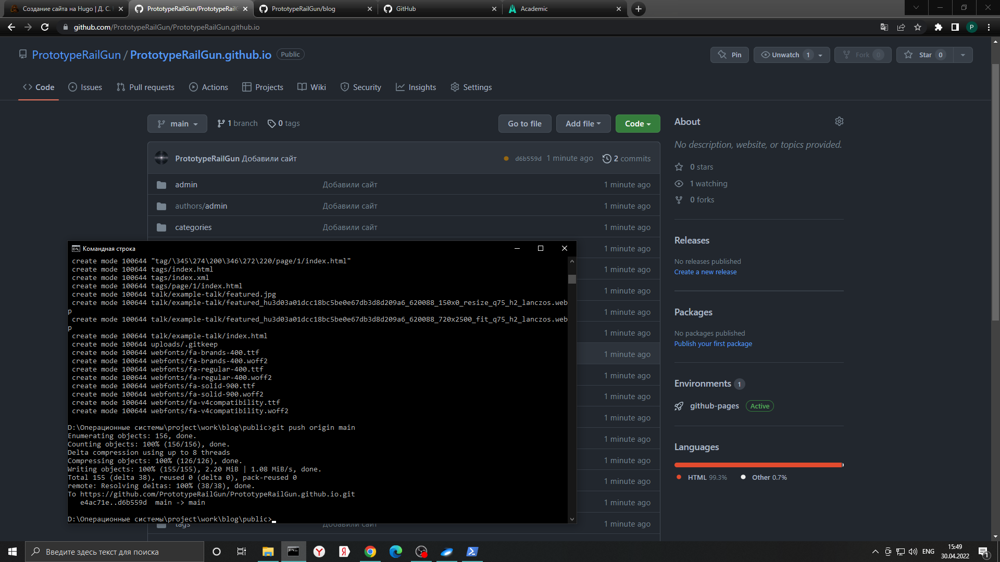 Создание сайта на Hugo | Д. С.
PrototypeRailGun/PrototypeRail
PrototypeRailGun/blog
GitHub
Academic
github.com/PrototypeRailGun/PrototypeRailGun.github.io
P
PrototypeRailGun / PrototypeRailGun.github.io Public
Pin
Unwatch 1
Fork 0
Star 0
Code
Issues
Pull requests
Actions
Projects
Wiki
Security
Insights
Settings
main
1 branch
0 tags
Go to file
Add file
Code
PrototypeRailGun Добавили сайт
d6b559d 1 minute ago
2 commits
admin Добавили сайт 1 minute ago
authors/admin Добавили сайт 1 minute ago
categories Добавили сайт 1 minute ago
1 minute ago
1 minute ago
1 minute ago
1 minute ago
1 minute ago
1 minute ago
1 minute ago
1 minute ago
1 minute ago
1 minute ago
1 minute ago
1 minute ago
1 minute ago
tags Добавили сайт 1 minute ago
About
No description, website, or topics provided.
0 stars
1 watching
0 forks
Releases
No releases published
Create a new release
Packages
No packages published
Publish your first package
Environments 1
github-pages Active
Languages
HTML 99.3% Other 0.7%
Командная строка
create mode 100644 "tag/\345\274\200\346\272\220/page/1/index.html"
create mode 100644 tags/index.html
create mode 100644 tags/index.xml
create mode 100644 tags/page/1/index.html
create mode 100644 talk/example-talk/featured.jpg
create mode 100644 talk/example-talk/featured_hu3d03a01dcc18bc5be0e67db3d8d209a6_620088_150x0_resize_q75_h2_lanczos.web
p
create mode 100644 talk/example-talk/featured_hu3d03a01dcc18bc5be0e67db3d8d209a6_620088_720x2500_fit_q75_h2_lanczos.web
p
create mode 100644 talk/example-talk/index.html
create mode 100644 uploads/.gitkeep
create mode 100644 webfonts/fa-brands-400.ttf
create mode 100644 webfonts/fa-brands-400.woff2
create mode 100644 webfonts/fa-regular-400.ttf
create mode 100644 webfonts/fa-regular-400.woff2
create mode 100644 webfonts/fa-solid-900.ttf
create mode 100644 webfonts/fa-solid-900.woff2
create mode 100644 webfonts/fa-v4compatibility.ttf
create mode 100644 webfonts/fa-v4compatibility.woff2
D:\Операционные системы\project\work\blog\public>git push origin main
Enumerating objects: 156, done.
Counting objects: 100% (156/156), done.
Delta compression using up to 8 threads
Compressing objects: 100% (126/126), done.
Writing objects: 100% (155/155), 2.20 MiB | 1.08 MiB/s, done.
Total 155 (delta 38), reused 0 (delta 0), pack-reused 0
remote: Resolving deltas: 100% (38/38), done.
To https://github.com/PrototypeRailGun/PrototypeRailGun.github.io.git
e4ac71e..d6b559d main -> main
D:\Операционные системы\project\work\blog\public>
Введите здесь текст для поиска
ENG
15:49
30.04.2022
1